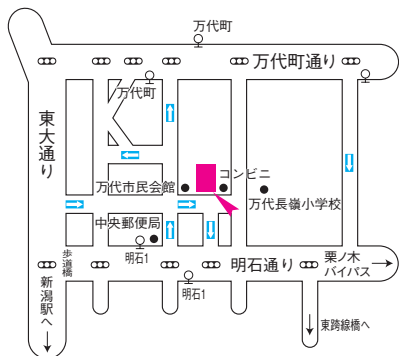 万代町
万代町通り
万代町
東大通り
コンビニ
万代市民会館
万代長嶺小学校
中央郵便局
歩道橋
明石1
明石通り
栗ノ木
バイパス
新潟駅へ
明石1
東跨線橋へ